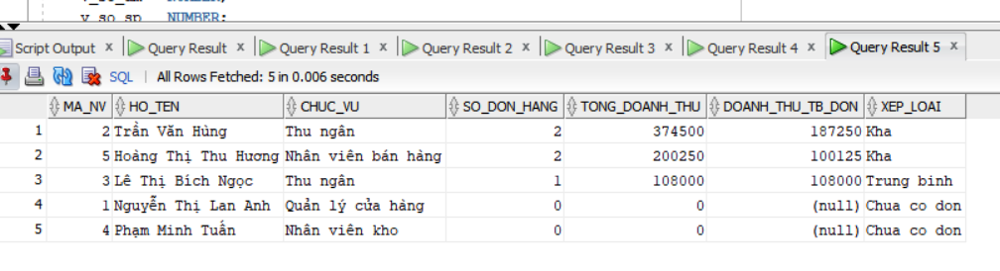 v_so_sp NUMBER;
Script Output x Query Result x Query Result 1 x Query Result 2 x Query Result 3 x Query Result 4 x Query Result 5 x
SQL | All Rows Fetched: 5 in 0.006 seconds
MA_NV HO_TEN CHUC_VU SO_DON_HANG TONG_DOANH_THU DOANH_THU_TB_DON XEP_LOAI
1 2 Trần Văn Hùng Thu ngân 2 374500 187250 Kha
2 5 Hoàng Thị Thu Hương Nhân viên bán hàng 2 200250 100125 Kha
3 3 Lê Thị Bích Ngọc Thu ngân 1 108000 108000 Trung binh
4 1 Nguyễn Thị Lan Anh Quản lý cửa hàng 0 0 (null) Chua co don
5 4 Phạm Minh Tuấn Nhân viên kho 0 0 (null) Chua co don